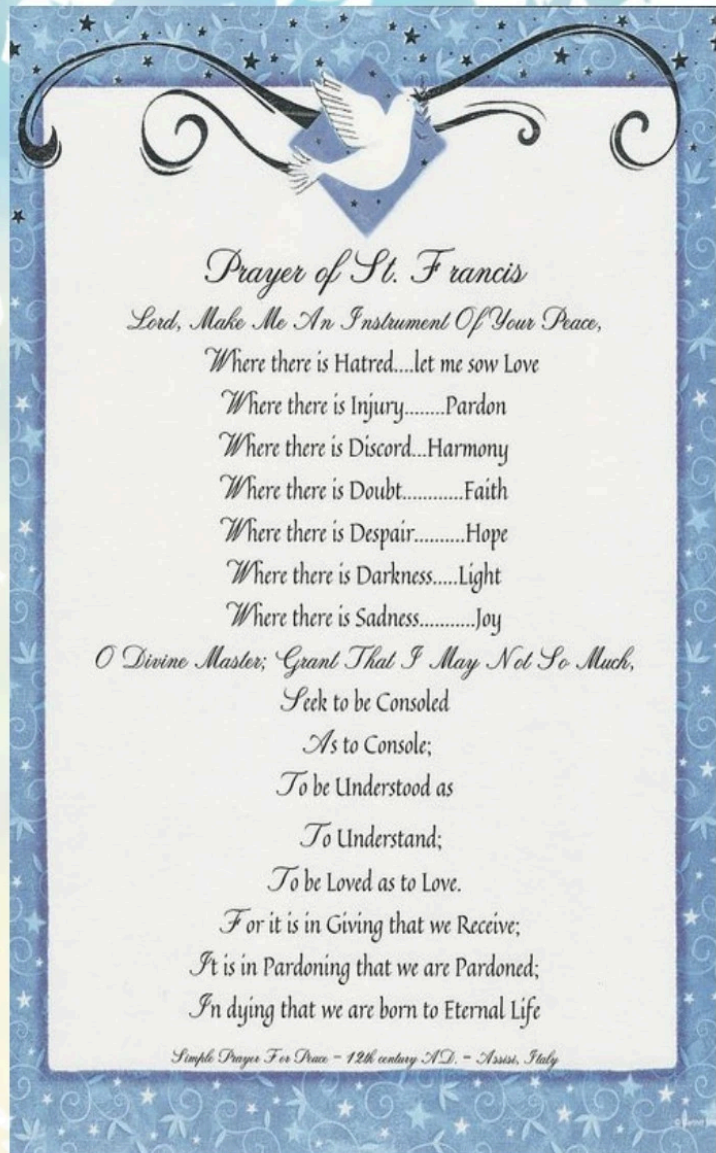 Prayer of St. Francis
Lord, Make Me An Instrument Of Your Peace,
Where there is Hatred....let me sow Love
Where there is Injury........Pardon
Where there is Discord...Harmony
Where there is Doubt............Faith
Where there is Despair..........Hope
Where there is Darkness.....Light
Where there is Sadness...........Joy
O Divine Master; Grant That I May Not So Much,
Seek to be Consoled
As to Console;
To be Understood as
To Understand;
To be Loved as to Love.
For it is in Giving that we Receive;
It is in Pardoning that we are Pardoned;
In dying that we are born to Eternal Life
Simple Prayer For Peace - 12th century A.D. - Assisi, Italy